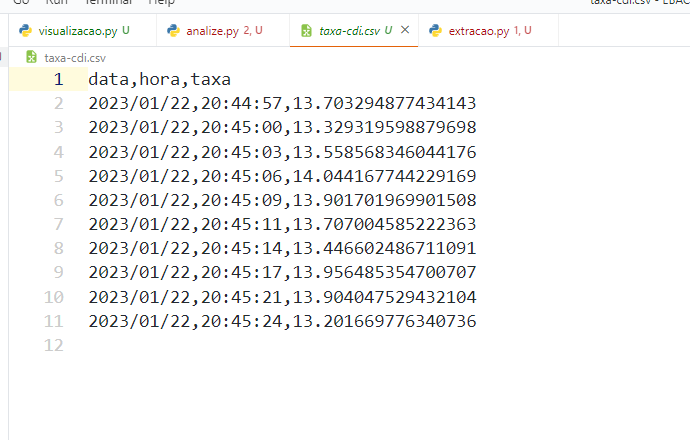 Go Run Terminal Help taxa-cdi.csv - EBAC
visualizacao.py U analize.py 2, U taxa-cdi.csv U extracao.py 1, U
taxa-cdi.csv
1 data,hora,taxa
2 2023/01/22,20:44:57,13.703294877434143
3 2023/01/22,20:45:00,13.329319598879698
4 2023/01/22,20:45:03,13.558568346044176
5 2023/01/22,20:45:06,14.044167744229169
6 2023/01/22,20:45:09,13.901701969901508
7 2023/01/22,20:45:11,13.707004585222363
8 2023/01/22,20:45:14,13.446602486711091
9 2023/01/22,20:45:17,13.956485354700707
10 2023/01/22,20:45:21,13.904047529432104
11 2023/01/22,20:45:24,13.201669776340736
12